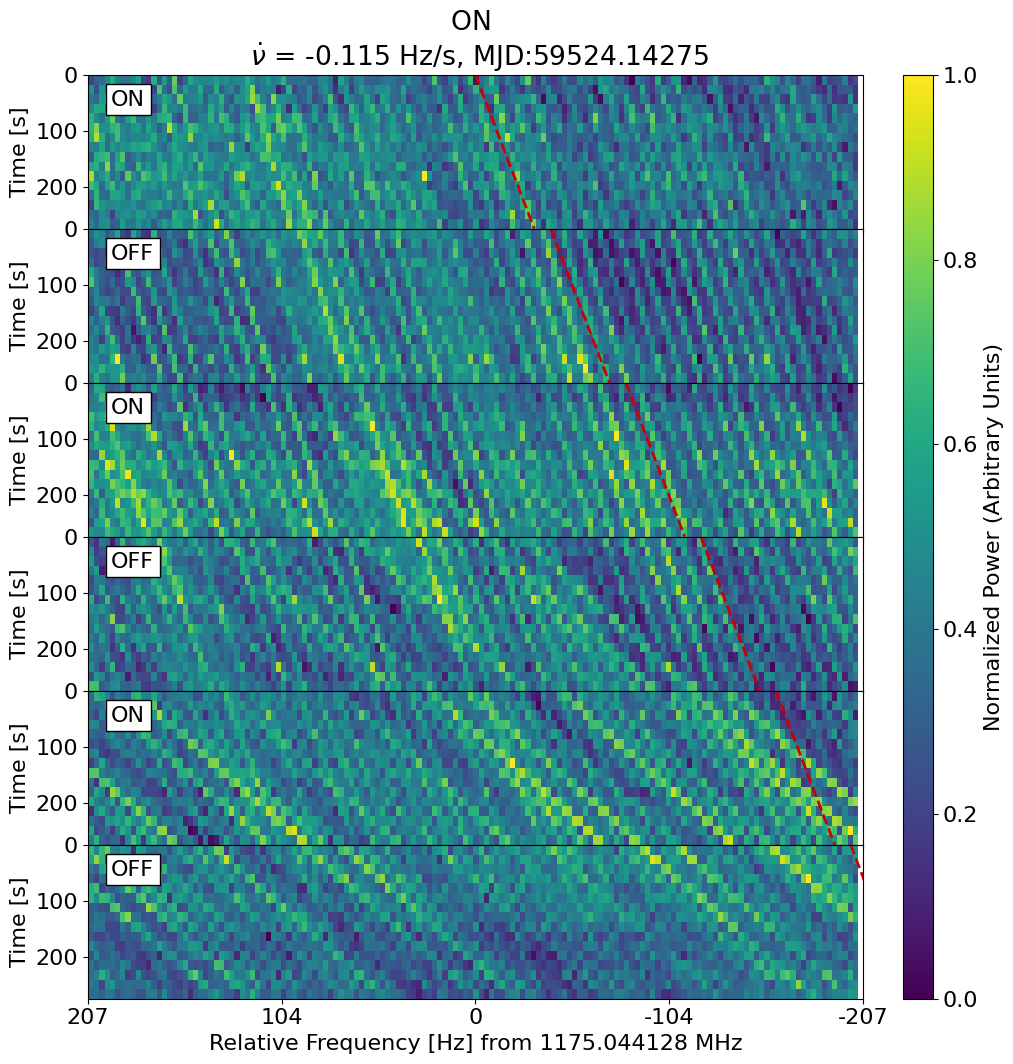 ON
ν̇ = -0.115 Hz/s, MJD:59524.14275
0
ON
100
Time [s]
200
0
OFF
100
Time [s]
200
0
ON
100
Time [s]
200
0
OFF
100
Time [s]
200
0
ON
100
Time [s]
200
0
OFF
100
Time [s]
200
207 104 0 -104 -207
Relative Frequency [Hz] from 1175.044128 MHz
1.0
0.8
0.6
0.4
0.2
0.0
Normalized Power (Arbitrary Units)